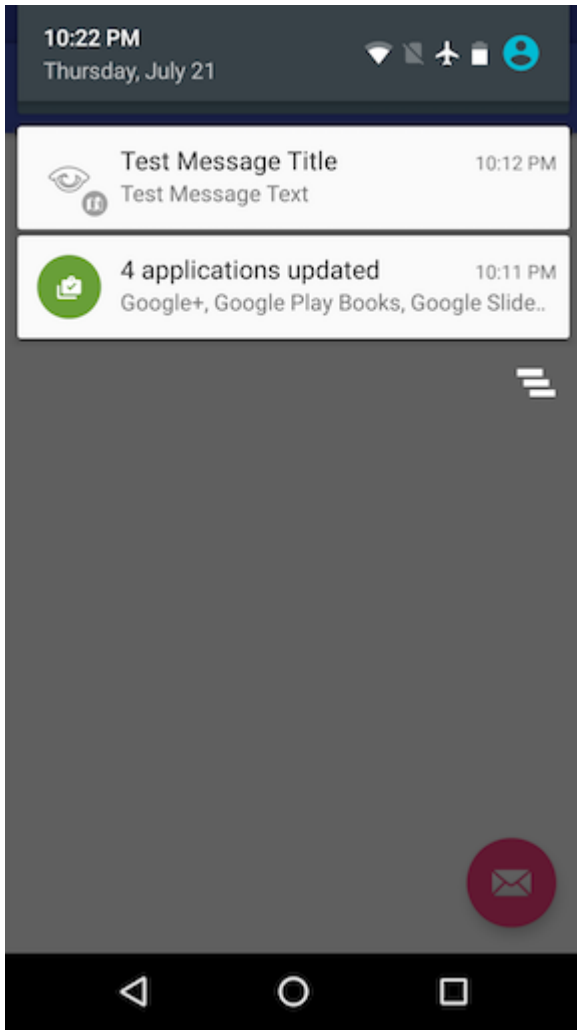 10:22 PM
Thursday, July 21
Test Message Title 10:12 PM
Test Message Text
4 applications updated 10:11 PM
Google+, Google Play Books, Google Slide..